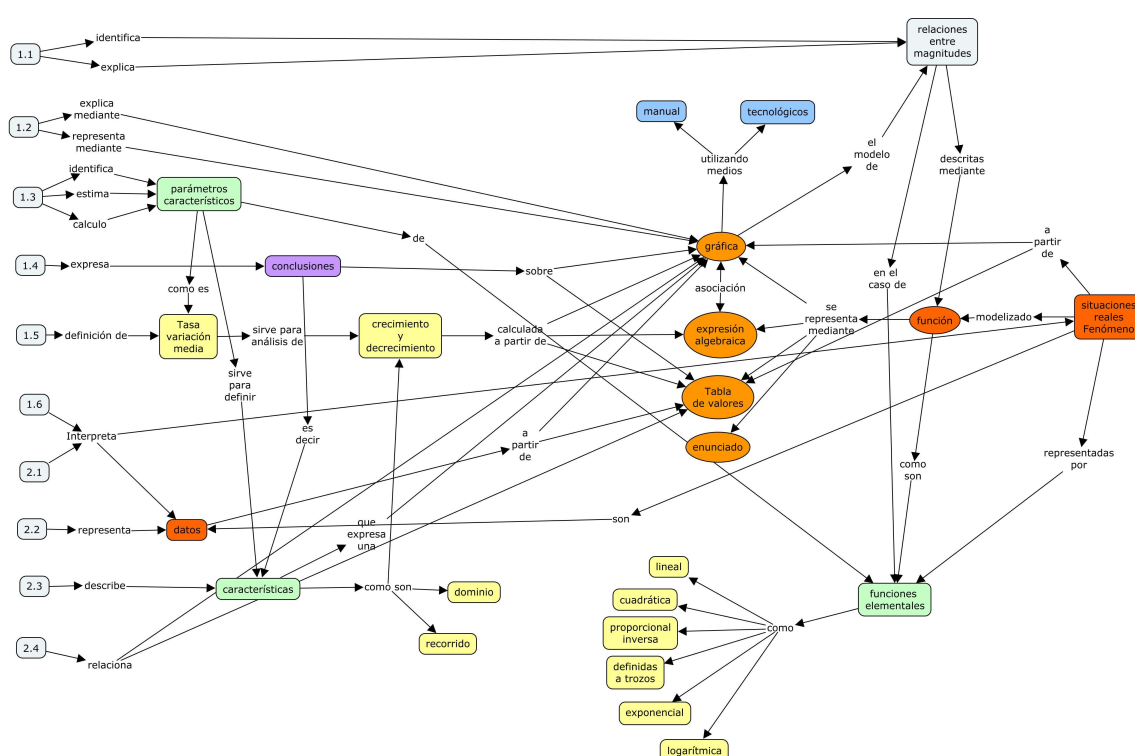 relaciones
entre
magnitudes
1.1
identifica
explica
1.2
explica
mediante
representa
mediante
manual
tecnológicos
utilizando
medios
el
modelo
de
descritas
mediante
1.3
identifica
estima
calculo
parámetros
característicos
de
gráfica
a
partir
de
1.4
expresa
conclusiones
sobre
como es
asociación
en el
caso de
se
representa
mediante
función
modelizado
situaciones
reales
Fenómeno
1.5
definición de
Tasa
variación
media
sirve para
análisis de
crecimiento
y
decrecimiento
calculada
a partir de
expresión
algebraica
sirve
para
definir
Tabla
de valores
1.6
Interpreta
2.1
es
decir
a
partir
de
enunciado
como
son
representadas
por
2.2
representa
datos
que
expresa
una
son
2.3
describe
características
como son
dominio
recorrido
2.4
relaciona
funciones
elementales
como
lineal
cuadrática
proporcional
inversa
definidas
a trozos
exponencial
logarítmica